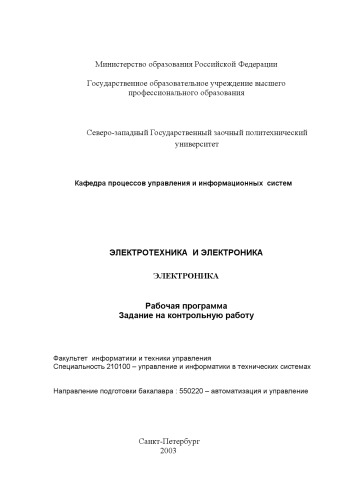 Министерство образования Российской Федерации
Государственное образовательное учреждение высшего
профессионального образования
Северо-западный Государственный заочный политехнический
университет
Кафедра процессов управления и информационных систем
ЭЛЕКТРОТЕХНИКА И ЭЛЕКТРОНИКА
ЭЛЕКТРОНИКА
Рабочая программа
Задание на контрольную работу
Факультет информатики и техники управления
Специальность 210100 – управление и информатики в технических системах
Направление подготовки бакалавра : 550220 – автоматизация и управление
Санкт-Петербург
2003